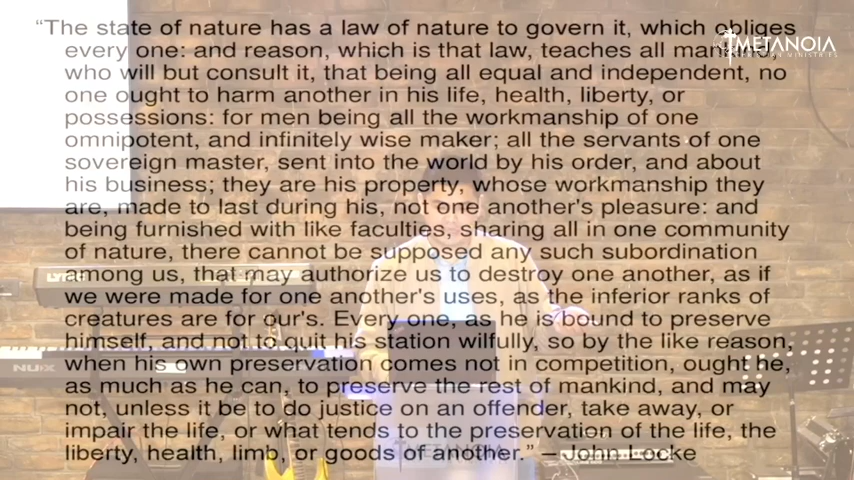 “The state of nature has a law of nature to govern it, which obliges
every one: and reason, which is that law, teaches all mankind,
who will but consult it, that being all equal and independent, no
one ought to harm another in his life, health, liberty, or
possessions: for men being all the workmanship of one
omnipotent, and infinitely wise maker; all the servants of one
sovereign master, sent into the world by his order, and about
his business; they are his property, whose workmanship they
are, made to last during his, not one another's pleasure: and
being furnished with like faculties, sharing all in one community
of nature, there cannot be supposed any such subordination
among us, that may authorize us to destroy one another, as if
we were made for one another's uses, as the inferior ranks of
creatures are for our's. Every one, as he is bound to preserve
himself, and not to quit his station wilfully, so by the like reason,
when his own preservation comes not in competition, ought he,
as much as he can, to preserve the rest of mankind, and may
not, unless it be to do justice on an offender, take away, or
impair the life, or what tends to the preservation of the life, the
liberty, health, limb, or goods of another.” – John Locke
METANOIA
MINISTRIES
NUX
METANOIA